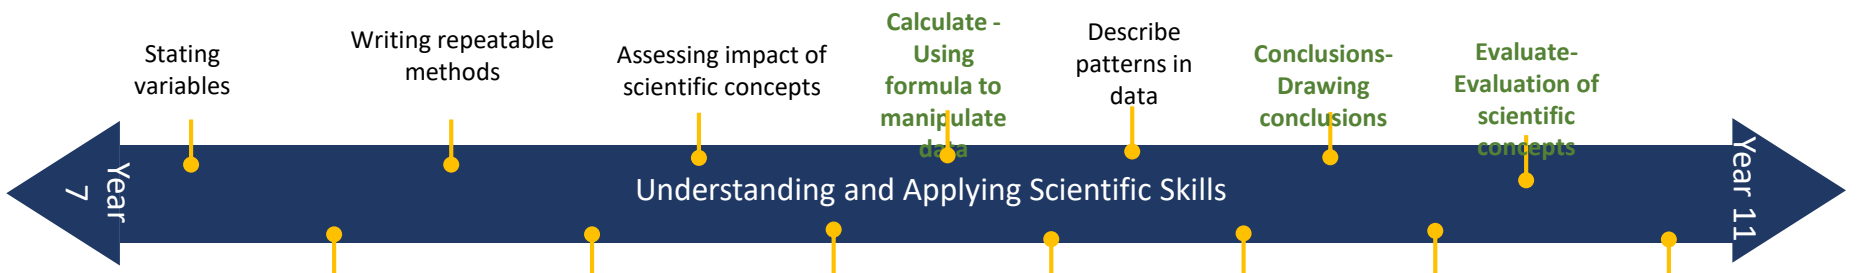 Stating
variables
Writing repeatable
methods
Assessing impact of
scientific concepts
Calculate -
Using
formula to
manipulate
data
Describe
patterns in
data
Conclusions-
Drawing
conclusions
Evaluate-
Evaluation of
scientific
concepts
Year
7
Understanding and Applying Scientific Skills
Year 11